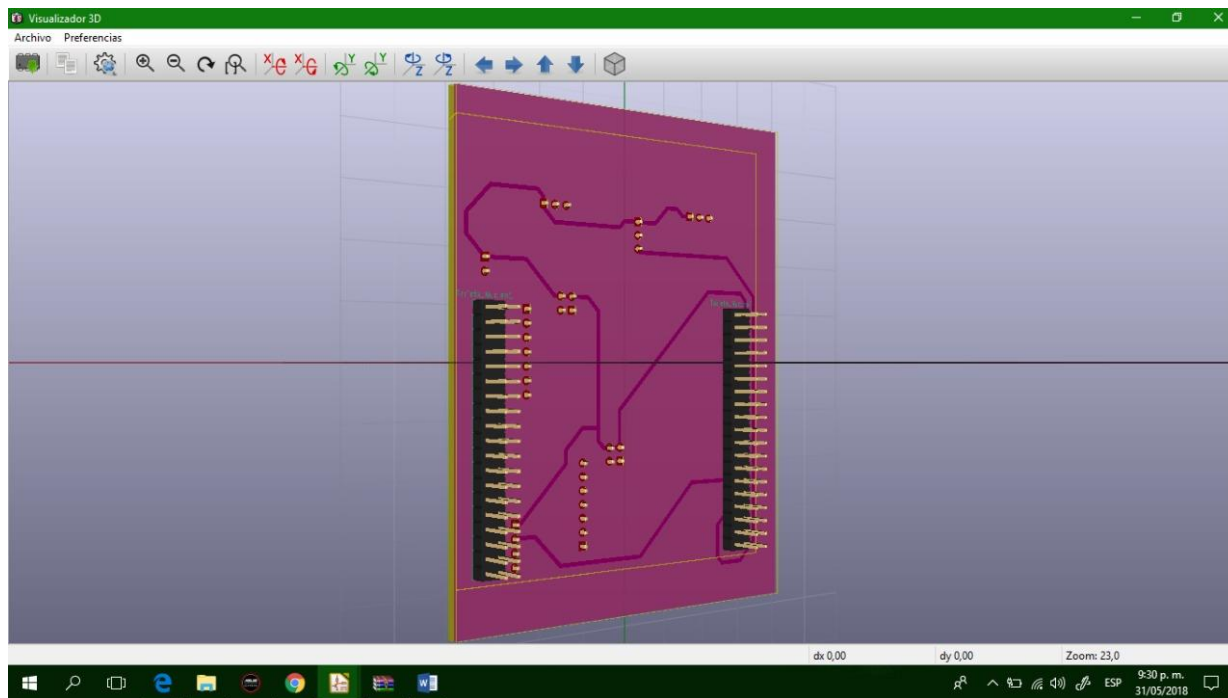 Visualizador 3D
Archivo Preferencias
dx 0,00 dy 0,00 Zoom: 23,0
ESP
9:30 p. m.
31/05/2018